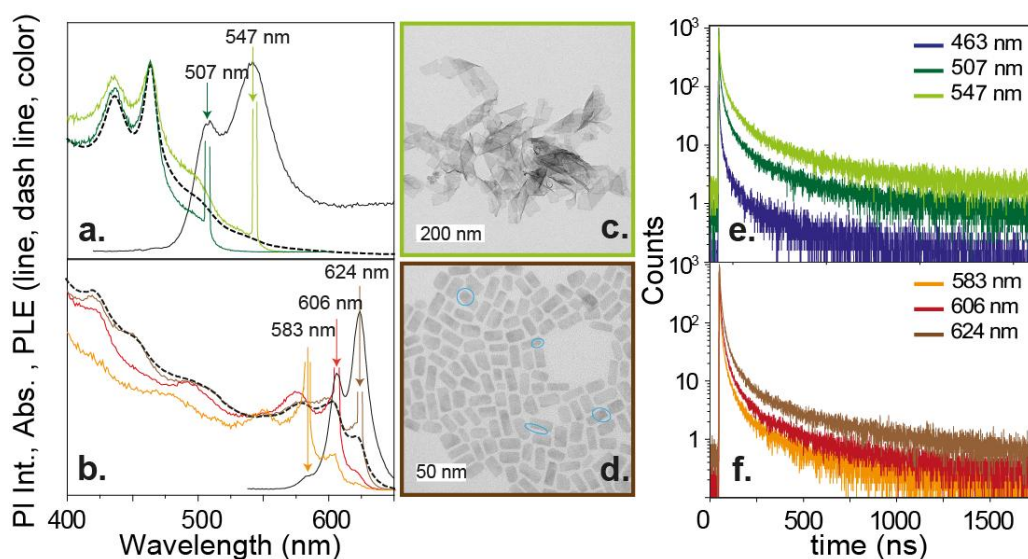 PI Int., Abs. , PLE (line, dash line, color)
547 nm
507 nm
a.
624 nm
606 nm
583 nm
b.
400 500 600
Wavelength (nm)
200 nm
c.
50 nm
d.
Counts
10³
10²
10
1
463 nm
507 nm
547 nm
e.
10³
10²
10
1
583 nm
606 nm
624 nm
f.
0 500 1000 1500
time (ns)